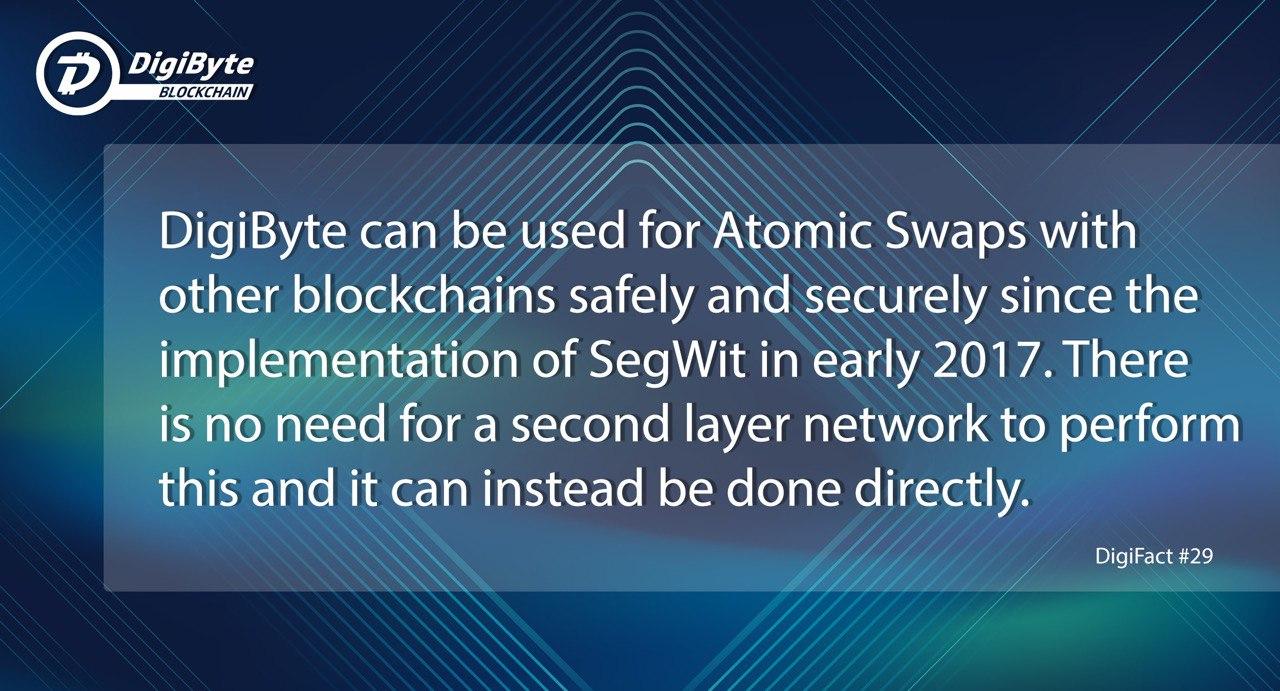 DigiByte
BLOCKCHAIN
DigiByte can be used for Atomic Swaps with
other blockchains safely and securely since the
implementation of SegWit in early 2017. There
is no need for a second layer network to perform
this and it can instead be done directly.
DigiFact #29